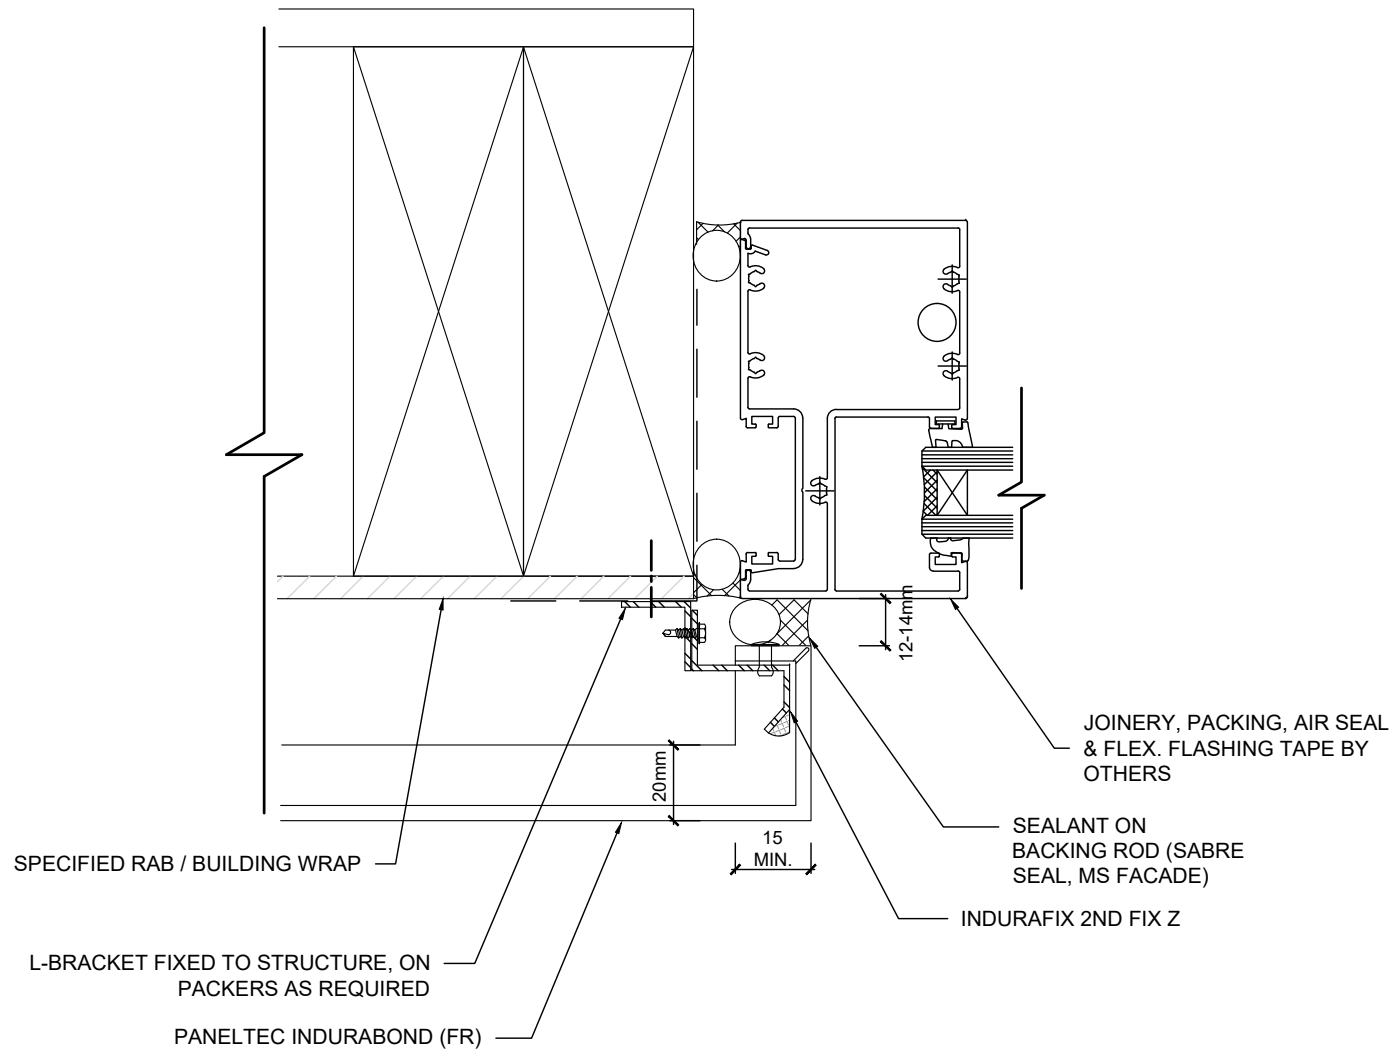 12-14mm
JOINERY, PACKING, AIR SEAL
& FLEX. FLASHING TAPE BY
OTHERS
20mm
15
MIN.
SEALANT ON
BACKING ROD (SABRE
SEAL, MS FACADE)
SPECIFIED RAB / BUILDING WRAP
INDURAFIX 2ND FIX Z
L-BRACKET FIXED TO STRUCTURE, ON
PACKERS AS REQUIRED
PANELTEC INDURABOND (FR)